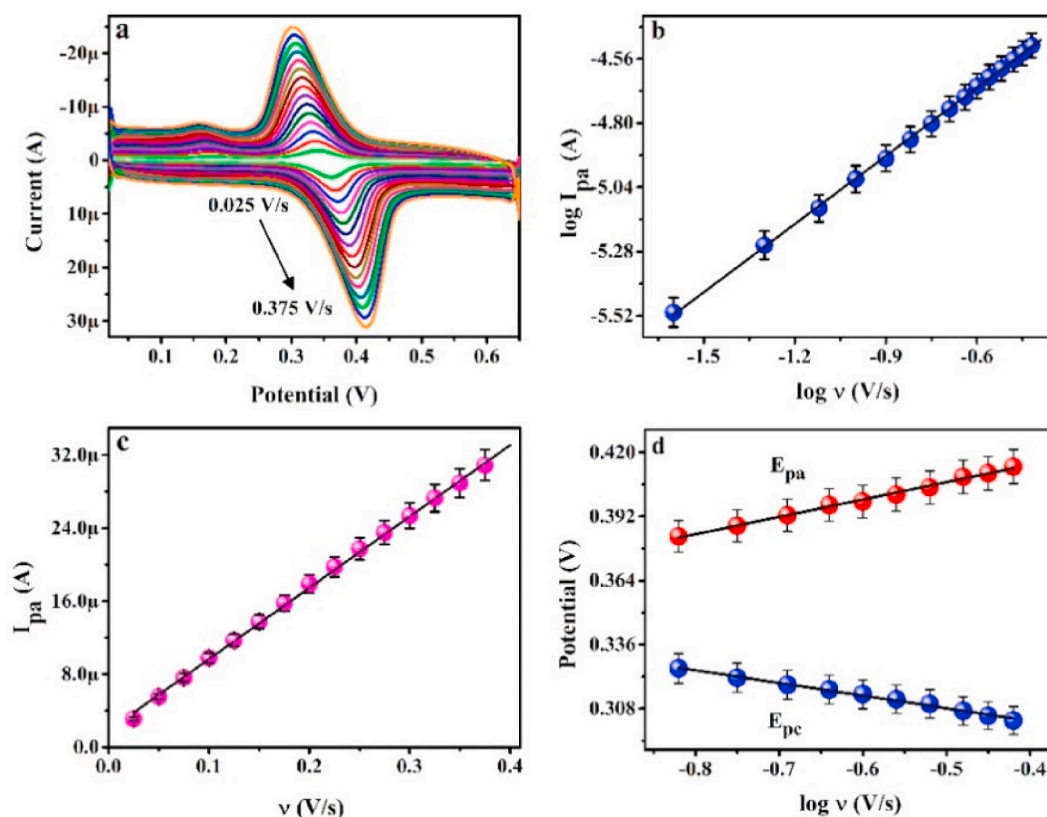 a
-20μ
-10μ
0
10μ
20μ
30μ
Current (A)
0.025 V/s
0.375 V/s
0.1 0.2 0.3 0.4 0.5 0.6
Potential (V)
b
-4.56
-4.80
-5.04
-5.28
-5.52
log Ipa (A)
-1.5 -1.2 -0.9 -0.6
log ν (V/s)
c
32.0μ
24.0μ
16.0μ
8.0μ
0.0
Ipa (A)
0.0 0.1 0.2 0.3 0.4
ν (V/s)
d
0.420
0.392
0.364
0.336
0.308
Potential (V)
Epa
Epc
-0.8 -0.7 -0.6 -0.5 -0.4
log ν (V/s)